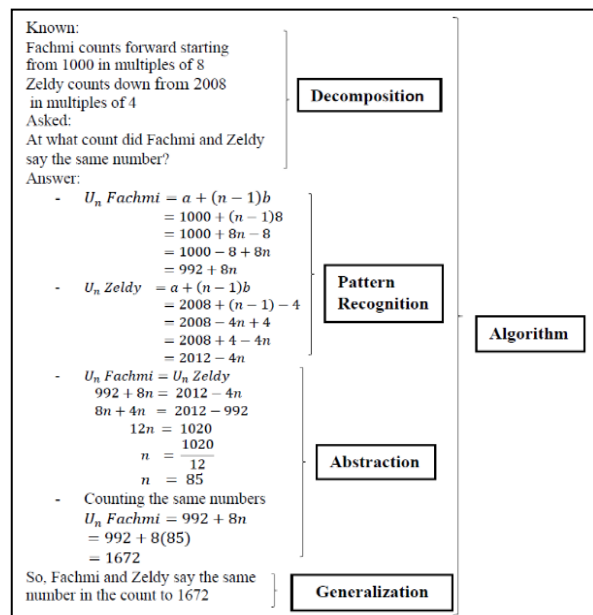 Known:
Fachmi counts forward starting
from 1000 in multiples of 8
Zeldy counts down from 2008
in multiples of 4
Asked:
At what count did Fachmi and Zeldy
say the same number?
Decomposition
Answer:
- Uₙ Fachmi = a + (n − 1)b
= 1000 + (n − 1)8
= 1000 + 8n − 8
= 1000 − 8 + 8n
= 992 + 8n
- Uₙ Zeldy = a + (n − 1)b
= 2008 + (n − 1) − 4
= 2008 − 4n + 4
= 2008 + 4 − 4n
= 2012 − 4n
Pattern
Recognition
- Uₙ Fachmi = Uₙ Zeldy
992 + 8n = 2012 − 4n
8n + 4n = 2012 − 992
12n = 1020
n = 1020/12
n = 85
- Counting the same numbers
Uₙ Fachmi = 992 + 8n
= 992 + 8(85)
= 1672
Abstraction
So, Fachmi and Zeldy say the same
number in the count to 1672
Generalization
Algorithm